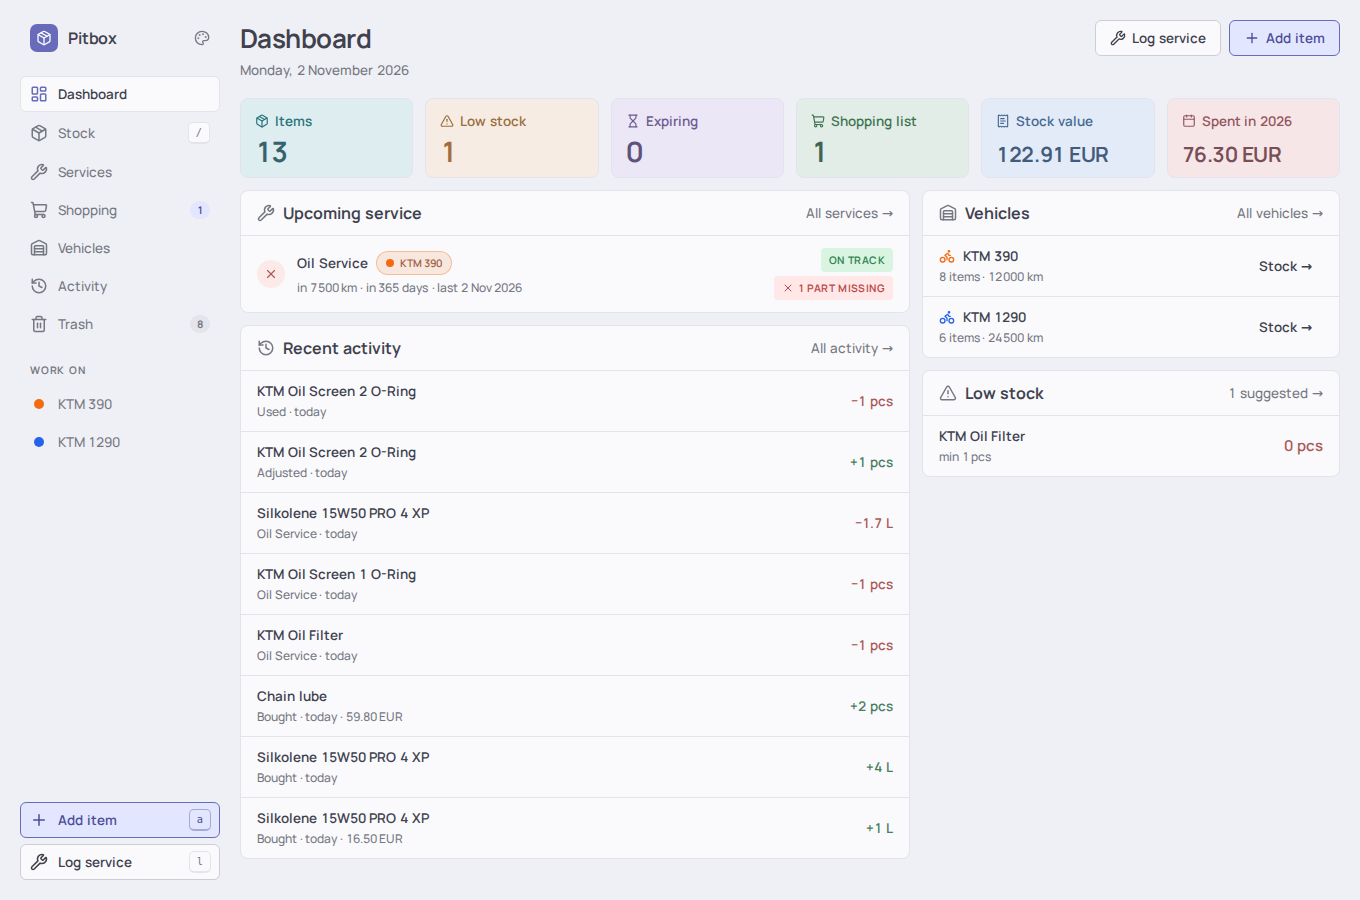 Pitbox
Dashboard
Stock /
Services
Shopping 1
Vehicles
Activity
Trash 8
WORK ON
KTM 390
KTM 1290
Add item a
Log service l
Dashboard
Monday, 2 November 2026
Log service
Add item
Items
13
Low stock
1
Expiring
0
Shopping list
1
Stock value
122.91 EUR
Spent in 2026
76.30 EUR
Upcoming service
All services →
Oil Service KTM 390
in 7500 km · in 365 days · last 2 Nov 2026
ON TRACK
1 PART MISSING
Recent activity
All activity →
KTM Oil Screen 2 O-Ring
Used · today
−1 pcs
KTM Oil Screen 2 O-Ring
Adjusted · today
+1 pcs
Silkolene 15W50 PRO 4 XP
Oil Service · today
−1.7 L
KTM Oil Screen 1 O-Ring
Oil Service · today
−1 pcs
KTM Oil Filter
Oil Service · today
−1 pcs
Chain lube
Bought · today · 59.80 EUR
+2 pcs
Silkolene 15W50 PRO 4 XP
Bought · today
+4 L
Silkolene 15W50 PRO 4 XP
Bought · today · 16.50 EUR
+1 L
Vehicles
All vehicles →
KTM 390
8 items · 12000 km
Stock →
KTM 1290
6 items · 24500 km
Stock →
Low stock
1 suggested →
KTM Oil Filter
min 1 pcs
0 pcs